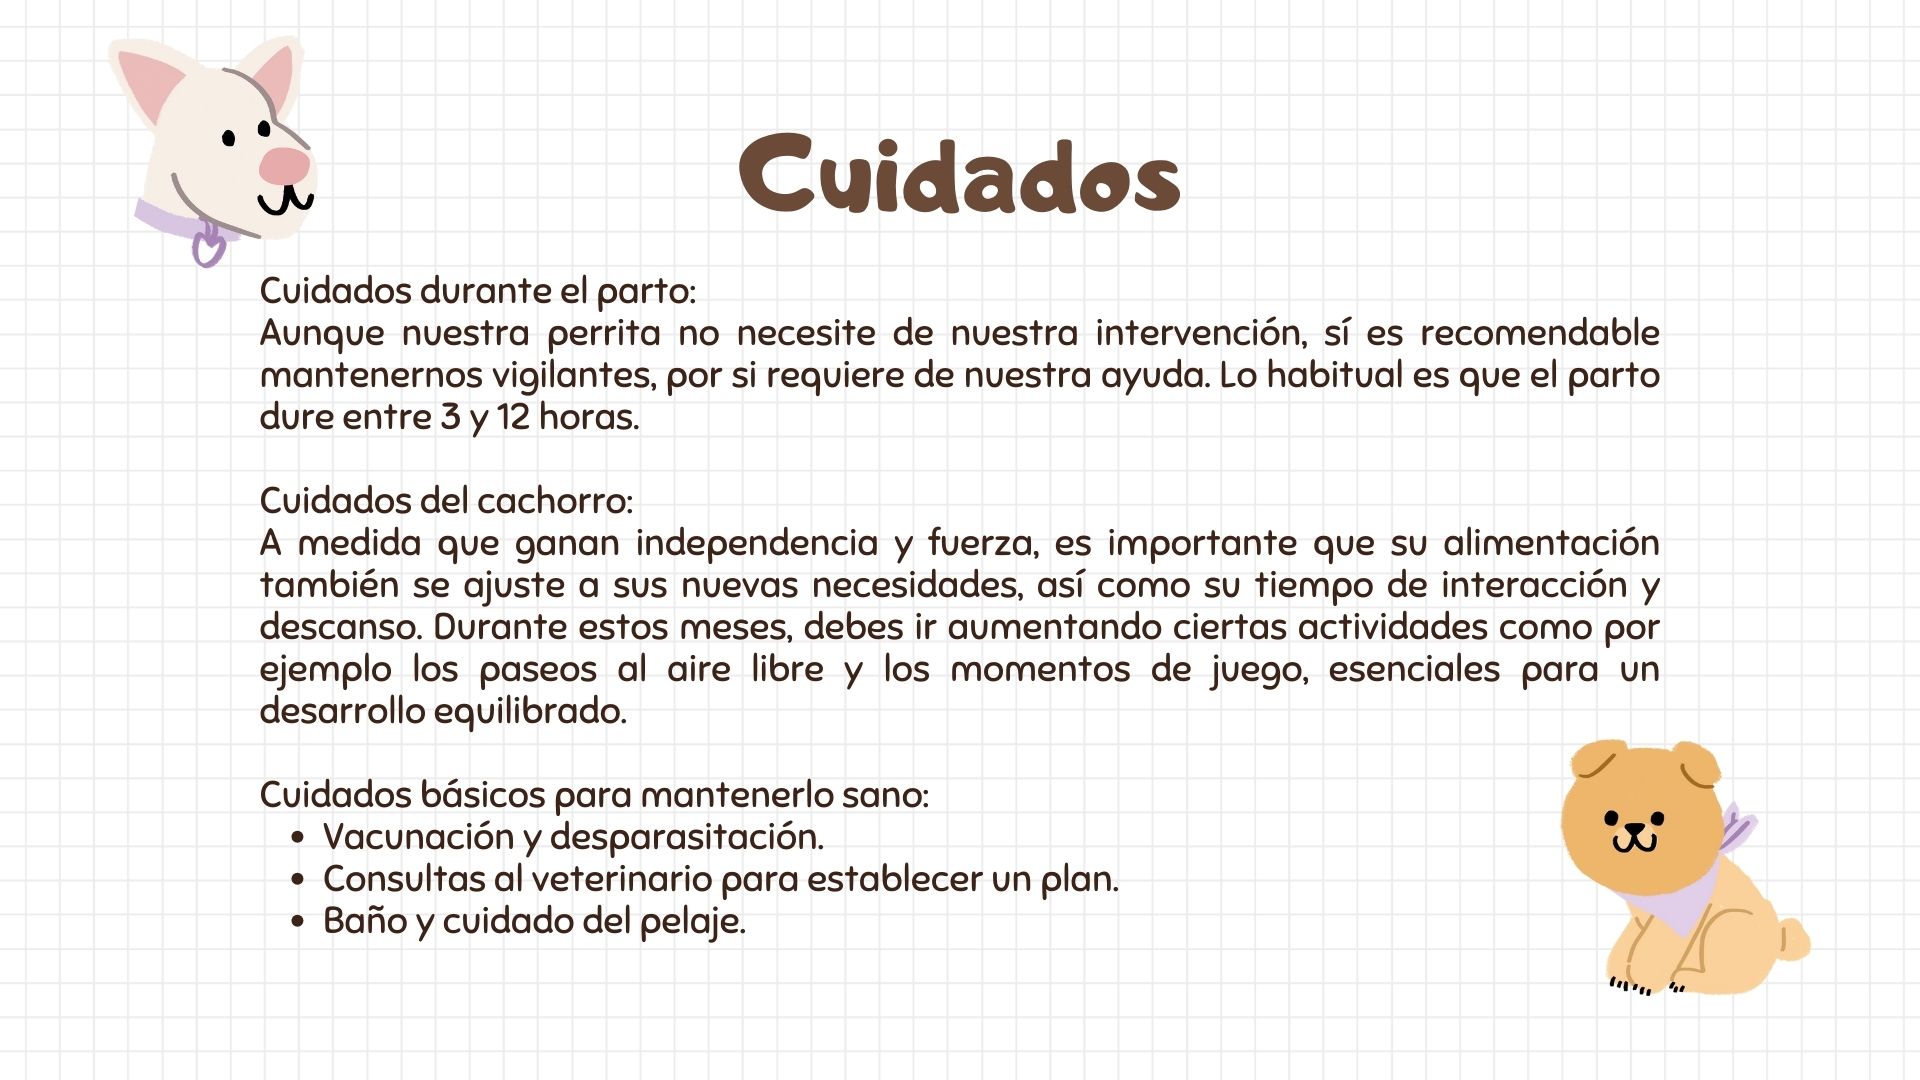 Cuidados
Cuidados durante el parto:
Aunque nuestra perrita no necesite de nuestra intervención, sí es recomendable
mantenernos vigilantes, por si requiere de nuestra ayuda. Lo habitual es que el parto
dure entre 3 y 12 horas.
Cuidados del cachorro:
A medida que ganan independencia y fuerza, es importante que su alimentación
también se ajuste a sus nuevas necesidades, así como su tiempo de interacción y
descanso. Durante estos meses, debes ir aumentando ciertas actividades como por
ejemplo los paseos al aire libre y los momentos de juego, esenciales para un
desarrollo equilibrado.
Cuidados básicos para mantenerlo sano:
• Vacunación y desparasitación.
• Consultas al veterinario para establecer un plan.
• Baño y cuidado del pelaje.